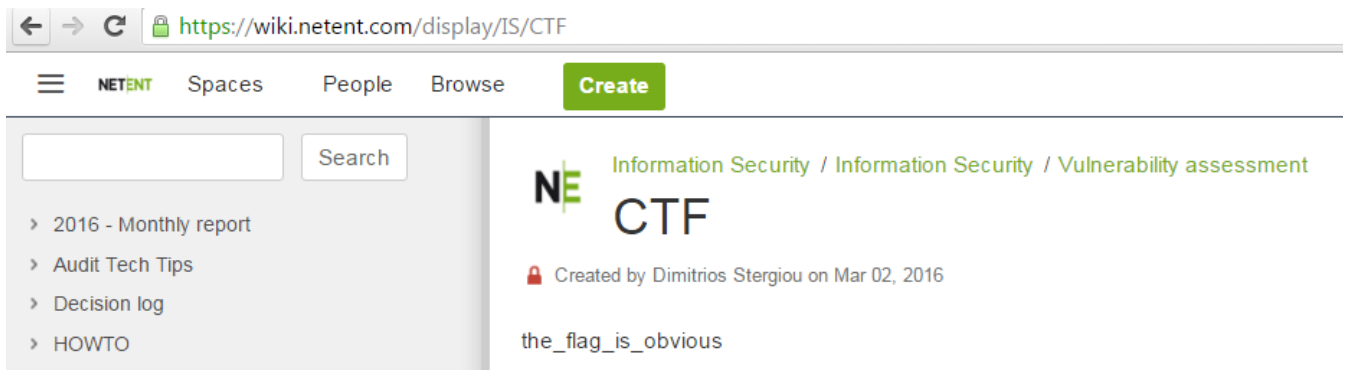 https://wiki.netent.com/display/IS/CTF
NETENT Spaces People Browse Create
Search
2016 - Monthly report
Audit Tech Tips
Decision log
HOWTO
NE
Information Security / Information Security / Vulnerability assessment
CTF
Created by Dimitrios Stergiou on Mar 02, 2016
the_flag_is_obvious